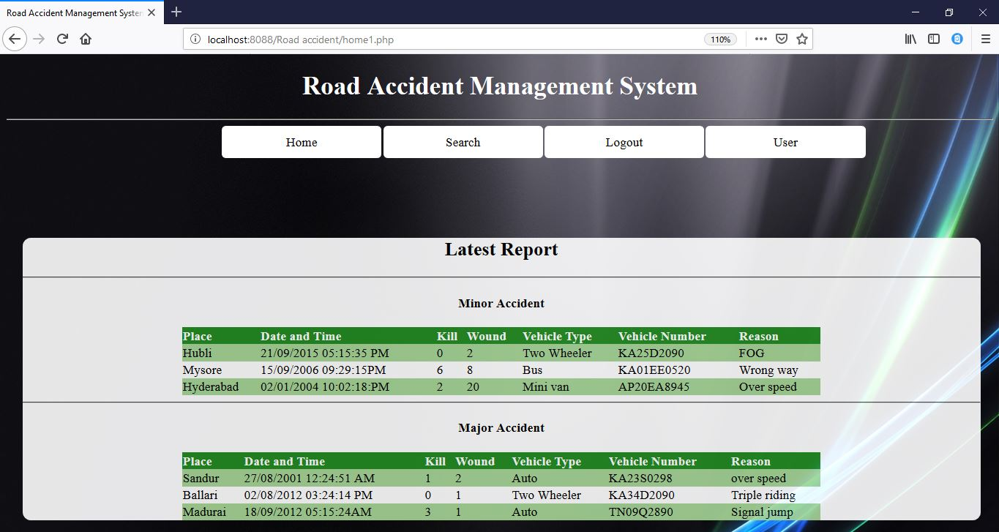 Road Accident Management System
localhost:8088/Road accident/home1.php
110%
Road Accident Management System
Home Search Logout User
Latest Report
Minor Accident
Place Date and Time Kill Wound Vehicle Type Vehicle Number Reason
Hubli 21/09/2015 05:15:35 PM 0 2 Two Wheeler KA25D2090 FOG
Mysore 15/09/2006 09:29:15PM 6 8 Bus KA01EE0520 Wrong way
Hyderabad 02/01/2004 10:02:18:PM 2 20 Mini van AP20EA8945 Over speed
Major Accident
Place Date and Time Kill Wound Vehicle Type Vehicle Number Reason
Sandur 27/08/2001 12:24:51 AM 1 2 Auto KA23S0298 over speed
Ballari 02/08/2012 03:24:14 PM 0 1 Two Wheeler KA34D2090 Triple riding
Madurai 18/09/2012 05:15:24AM 3 1 Auto TN09Q2890 Signal jump